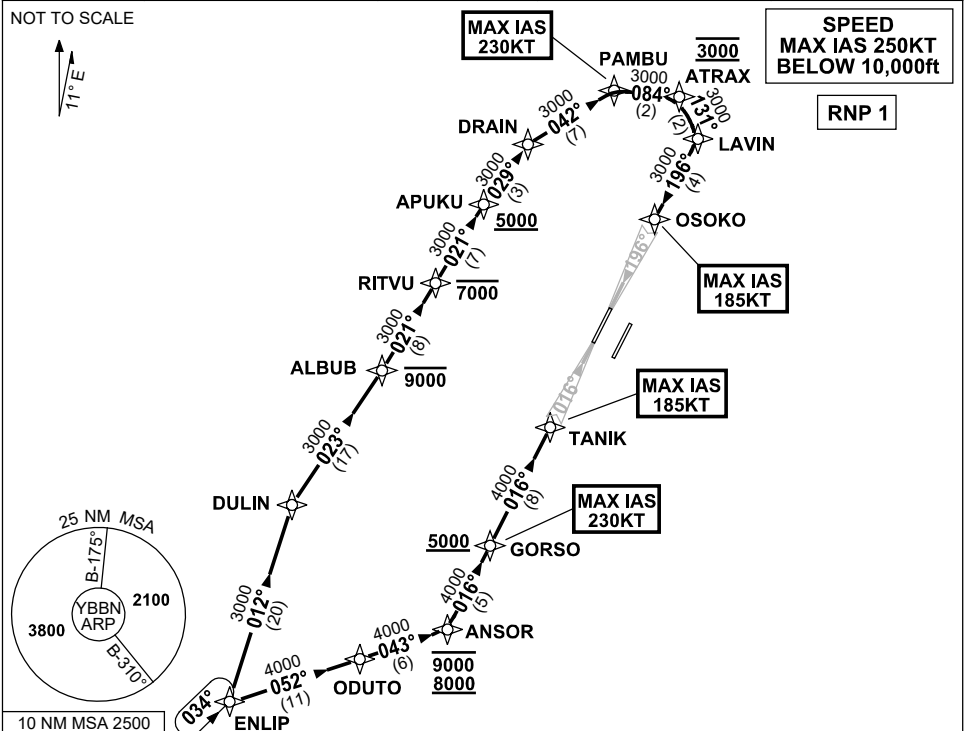 NOT TO SCALE
11° E
MAX IAS
230KT
3000
SPEED
MAX IAS 250KT
BELOW 10,000ft
RNP 1
PAMBU
ATRAX
3000
084°
(2)
3000
131°
(2)
LAVIN
3000
042°
(7)
DRAIN
3000
196°
(4)
3000
029°
(3)
APUKU
5000
OSOKO
196°
MAX IAS
185KT
3000
021°
(7)
RITVU
7000
3000
021°
(8)
ALBUB
9000
MAX IAS
185KT
016°
TANIK
3000
023°
(17)
4000
016°
(8)
DULIN
MAX IAS
230KT
5000
GORSO
25 NM MSA
B-175°
YBBN
ARP
2100
3800
B-310°
10 NM MSA 2500
3000
012°
(20)
4000
016°
(5)
ANSOR
9000
8000
4000
043°
(6)
ODUTO
4000
052°
(11)
034°
ENLIP